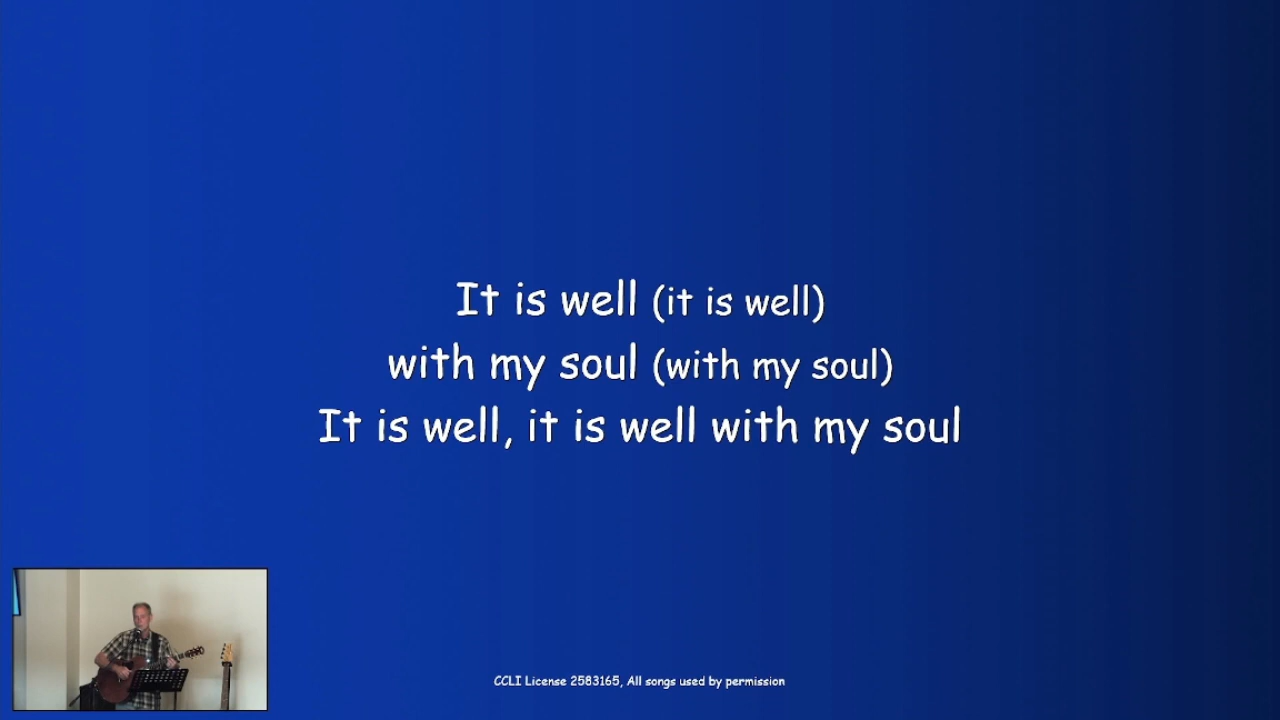 It is well (it is well)
with my soul (with my soul)
It is well, it is well with my soul
CCLI License 2583165, All songs used by permission